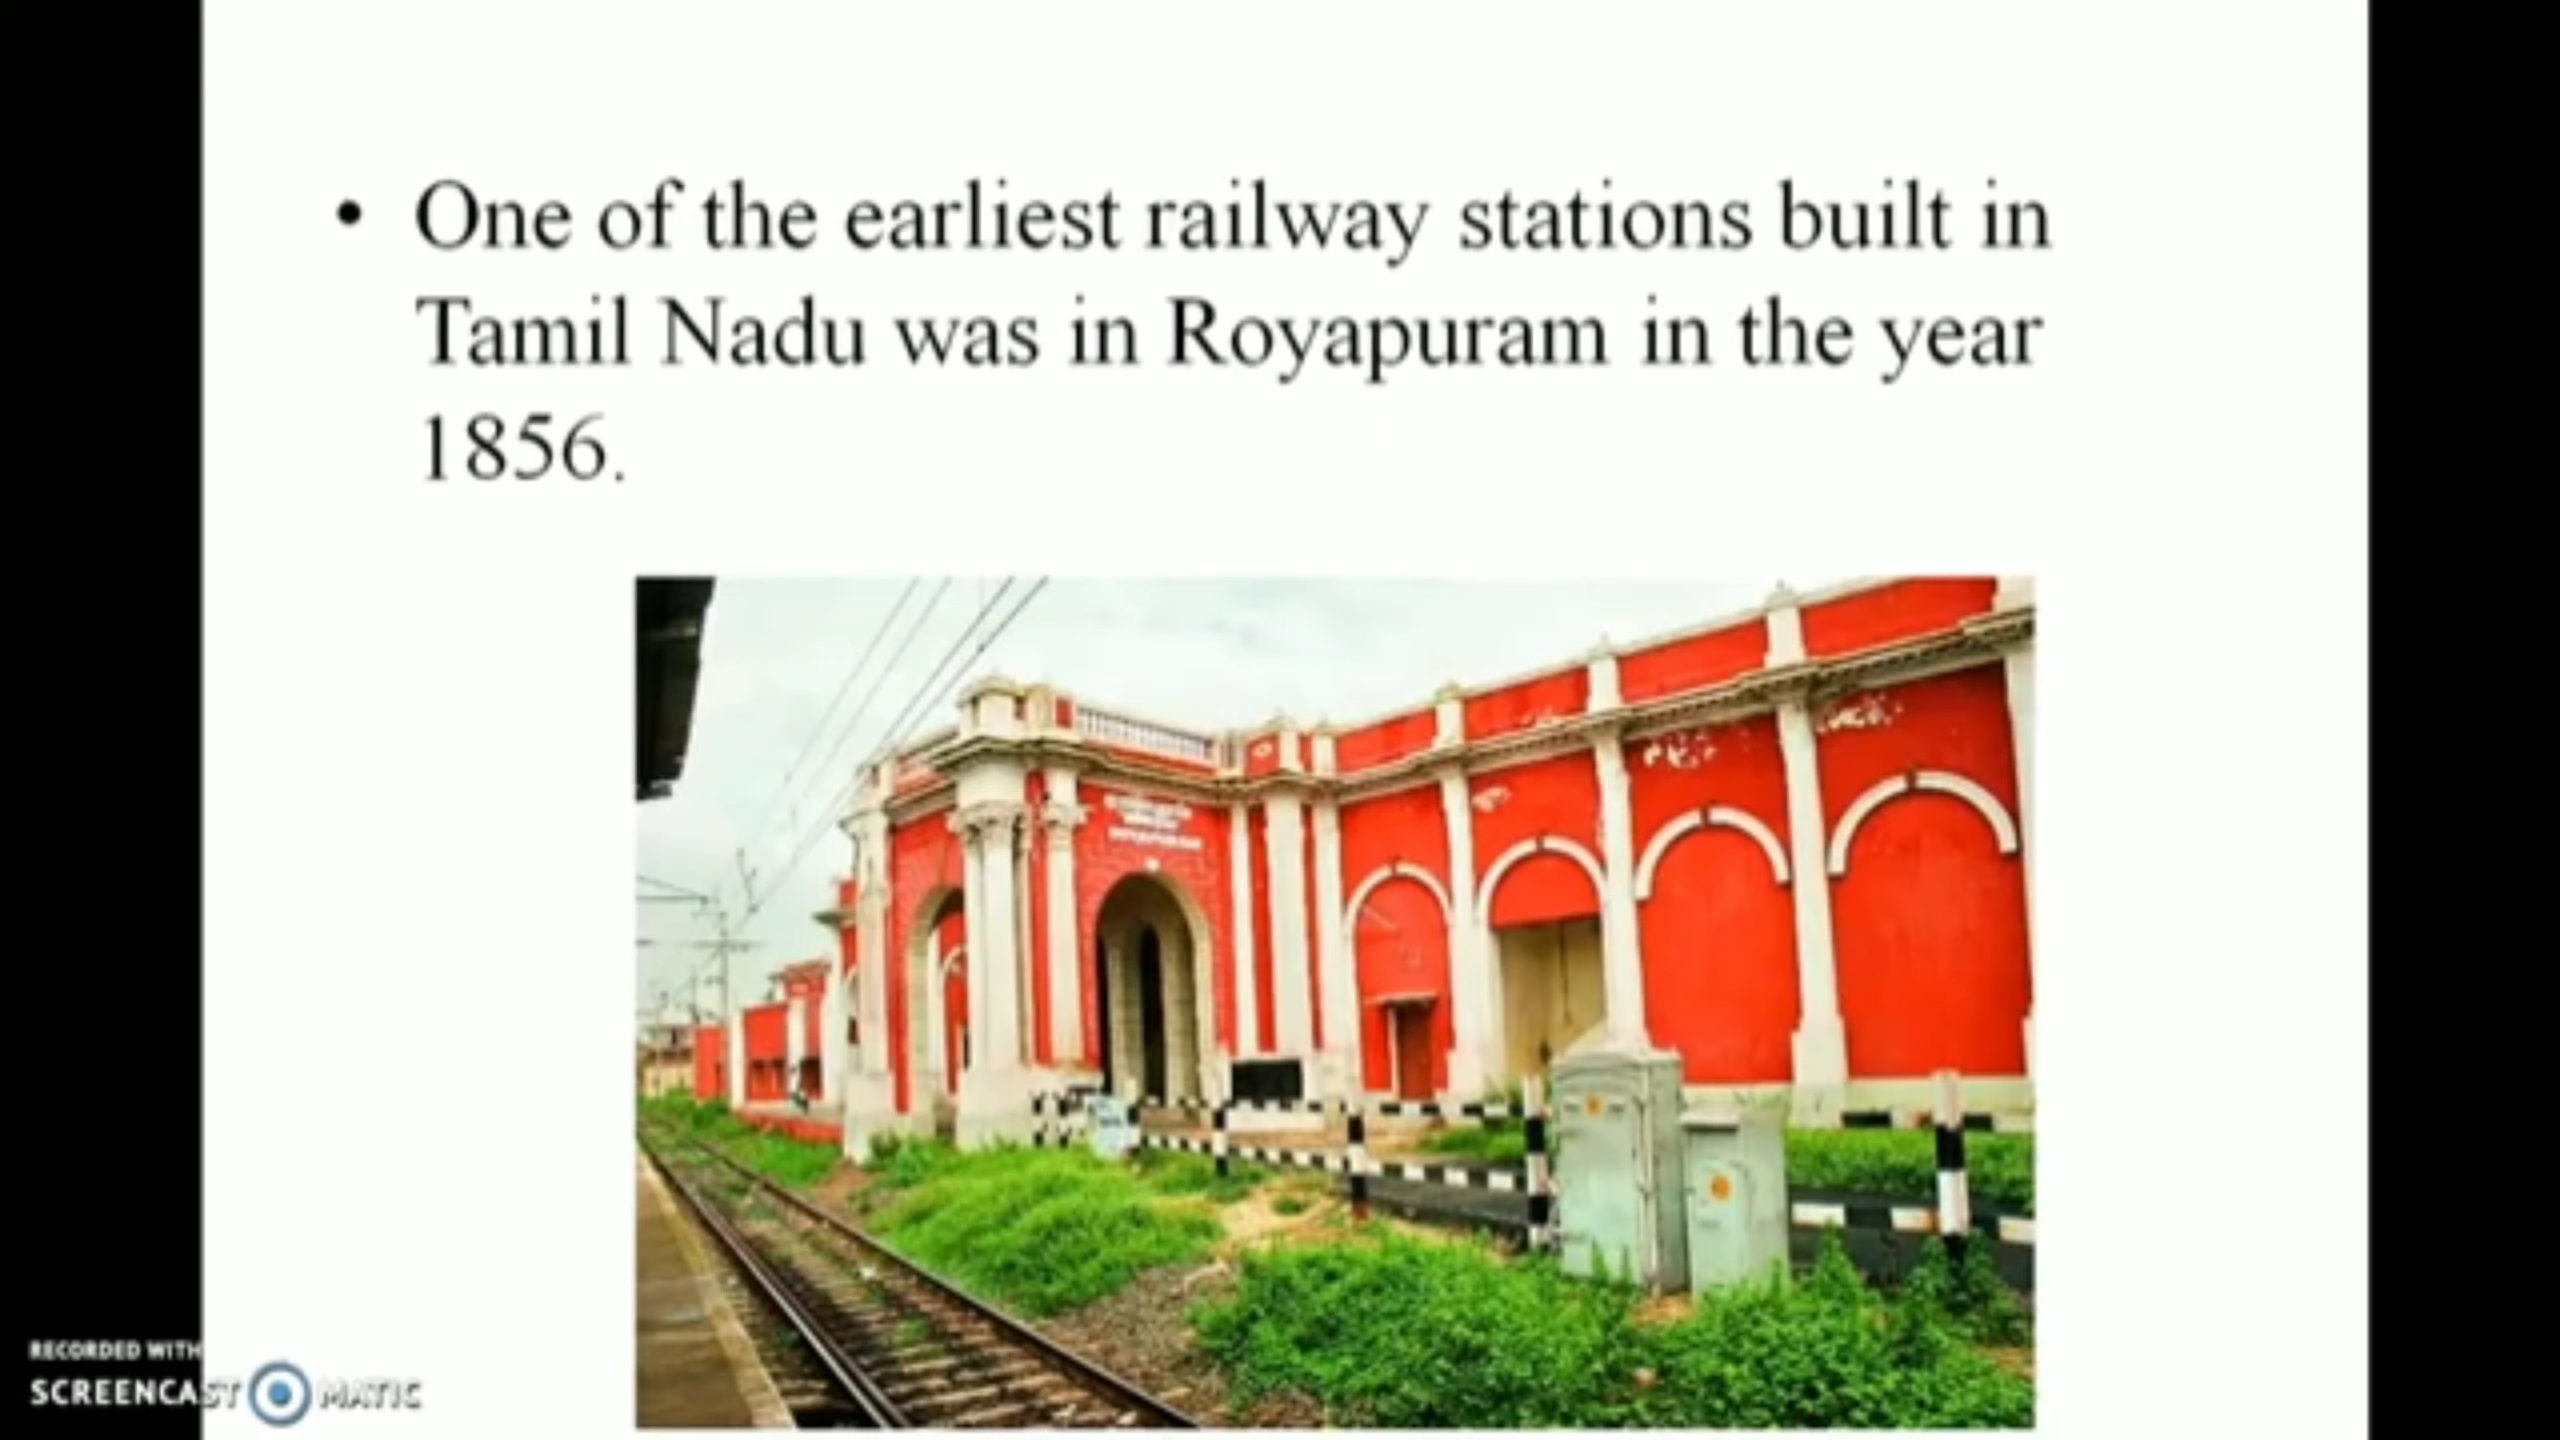 • One of the earliest railway stations built in
Tamil Nadu was in Royapuram in the year
1856.
RECORDED WITH
SCREENCAST MATIC